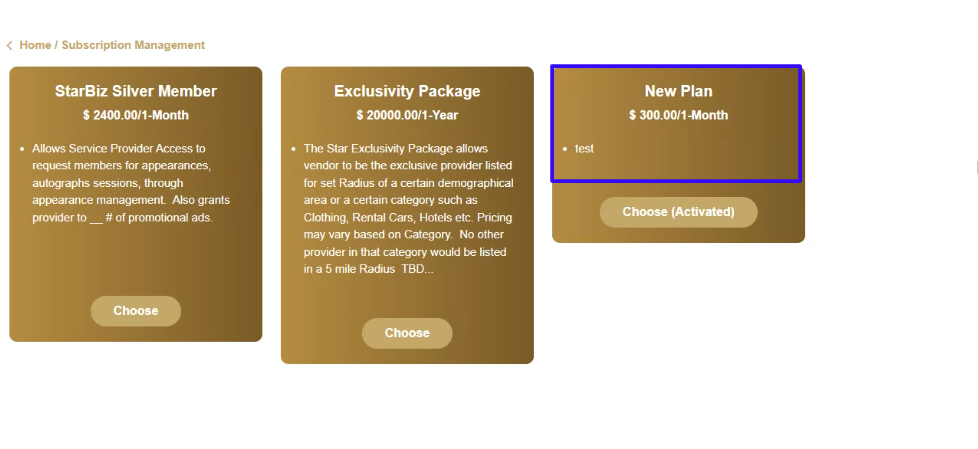 Home / Subscription Management
StarBiz Silver Member
$ 2400.00/1-Month
Allows Service Provider Access to
request members for appearances,
autographs sessions, through
appearance management.  Also grants
provider to __ # of promotional ads.
Choose
Exclusivity Package
$ 20000.00/1-Year
The Star Exclusivity Package allows
vendor to be the exclusive provider listed
for set Radius of a certain demographical
area or a certain category such as
Clothing, Rental Cars, Hotels etc. Pricing
may vary based on Category.  No other
provider in that category would be listed
in a 5 mile Radius  TBD...
Choose
New Plan
$ 300.00/1-Month
test
Choose (Activated)